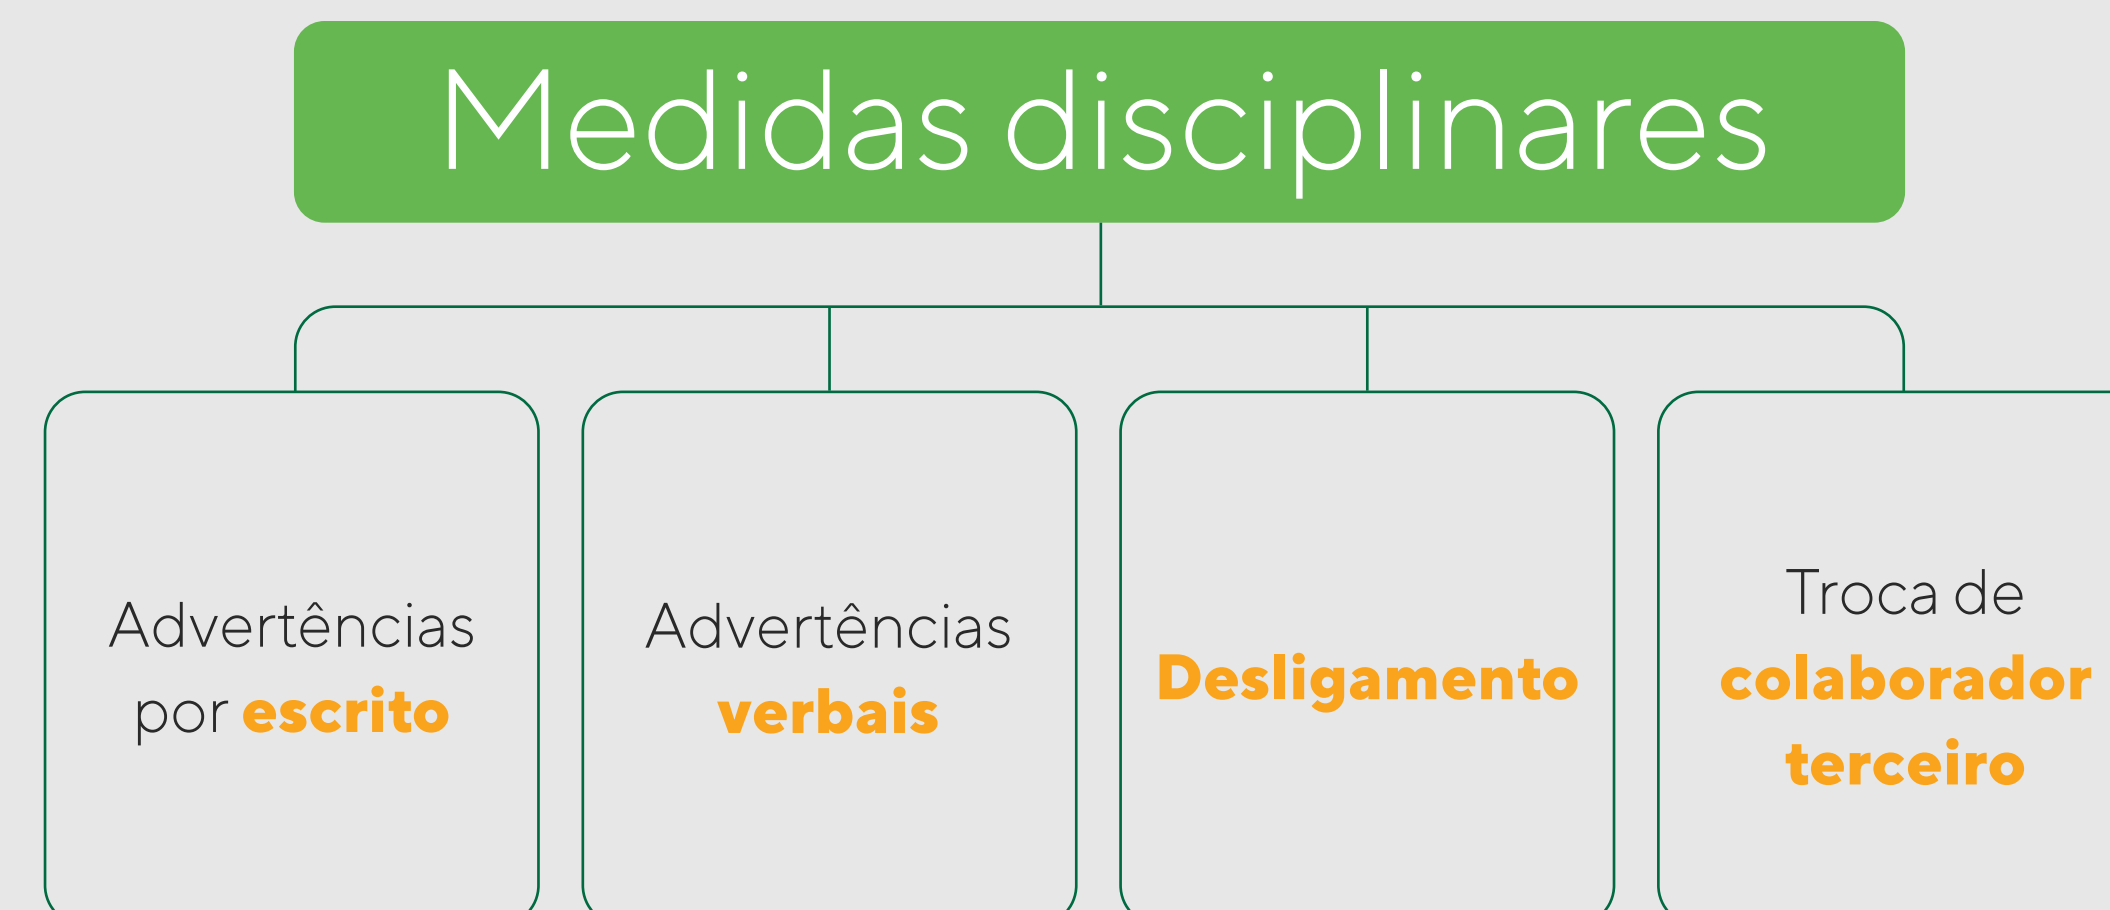 Medidas disciplinares
Advertências
por escrito
Advertências
verbais
Desligamento
Troca de
colaborador
terceiro